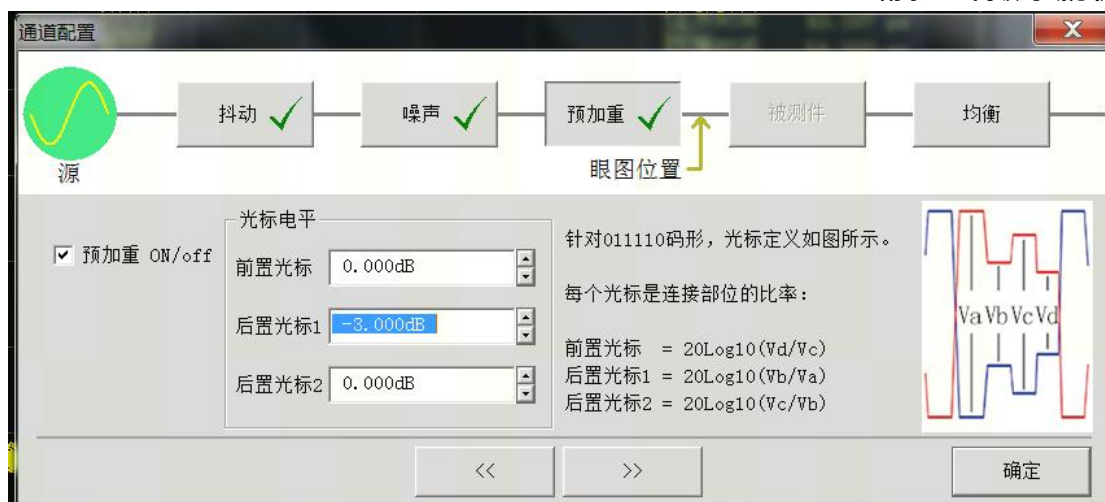 通道配置
X
抖动
噪声
预加重
被测件
均衡
源
眼图位置
预加重 ON/off
光标电平
前置光标 0.000dB
后置光标1 -3.000dB
后置光标2 0.000dB
针对011110码形，光标定义如图所示。
每个光标是连接部位的比率：
前置光标 = 20Log10(Vd/Vc)
后置光标1 = 20Log10(Vb/Va)
后置光标2 = 20Log10(Vc/Vb)
Va Vb Vc Vd
<<
>>
确定